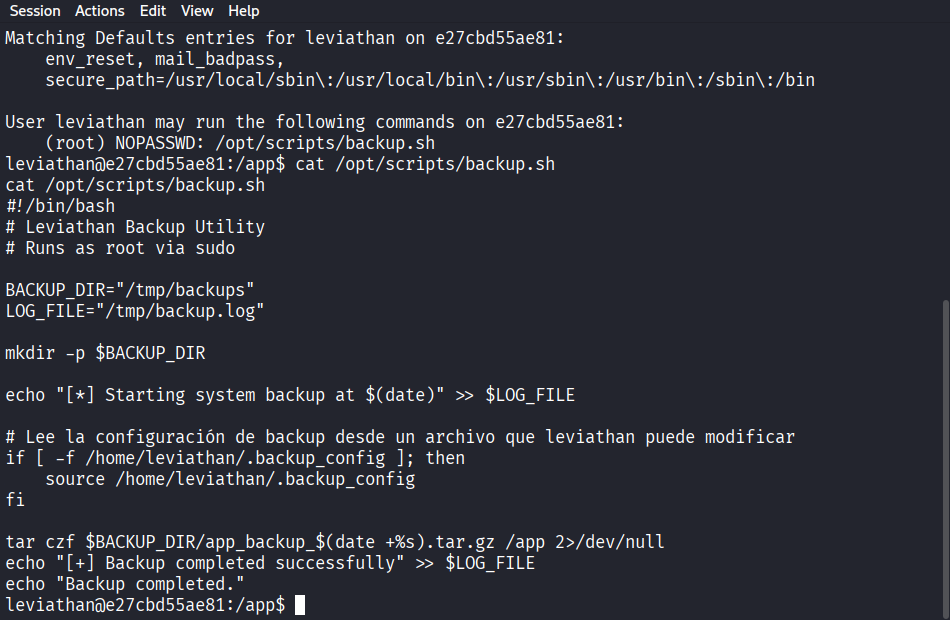 Session Actions Edit View Help
Matching Defaults entries for leviathan on e27cbd55ae81:
    env_reset, mail_badpass,
    secure_path=/usr/local/sbin\:/usr/local/bin\:/usr/sbin\:/usr/bin\:/sbin\:/bin

User leviathan may run the following commands on e27cbd55ae81:
    (root) NOPASSWD: /opt/scripts/backup.sh
leviathan@e27cbd55ae81:/app$ cat /opt/scripts/backup.sh
cat /opt/scripts/backup.sh
#!/bin/bash
# Leviathan Backup Utility
# Runs as root via sudo

BACKUP_DIR="/tmp/backups"
LOG_FILE="/tmp/backup.log"

mkdir -p $BACKUP_DIR

echo "[*] Starting system backup at $(date)" >> $LOG_FILE

# Lee la configuración de backup desde un archivo que leviathan puede modificar
if [ -f /home/leviathan/.backup_config ]; then
    source /home/leviathan/.backup_config
fi

tar czf $BACKUP_DIR/app_backup_$(date +%s).tar.gz /app 2>/dev/null
echo "[+] Backup completed successfully" >> $LOG_FILE
echo "Backup completed."
leviathan@e27cbd55ae81:/app$